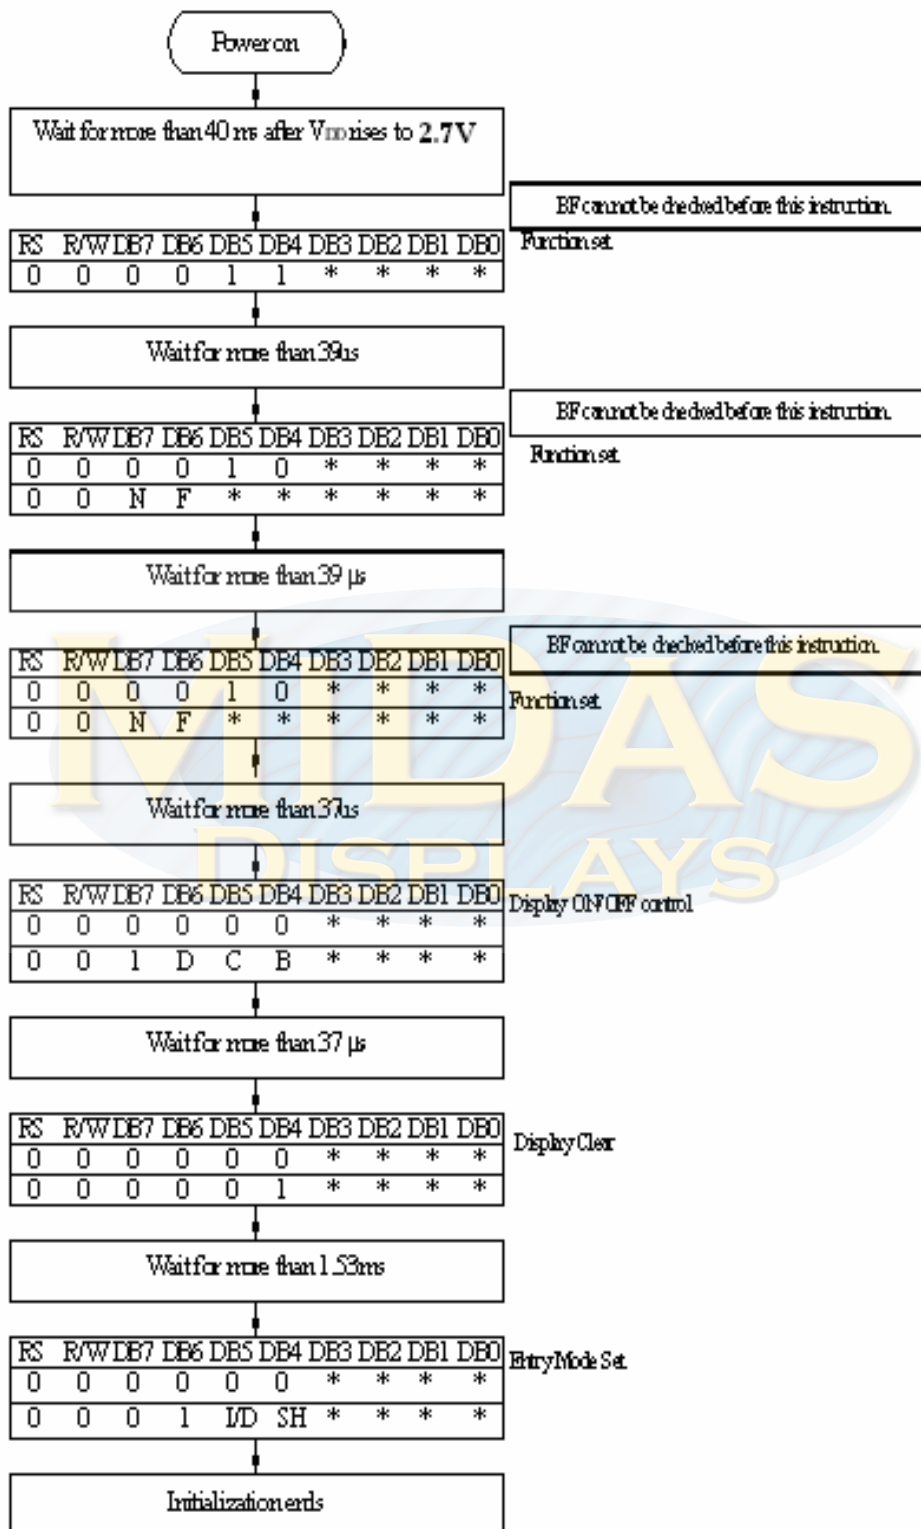 Power on
Wait for more than 40 ms after VDD rises to 2.7V
BF cannot be checked before this instruction.
RS R/W DB7 DB6 DB5 DB4 DB3 DB2 DB1 DB0
Function set
0 0 0 0 1 1 * * * *
Wait for more than 39us
BF cannot be checked before this instruction.
RS R/W DB7 DB6 DB5 DB4 DB3 DB2 DB1 DB0
Function set
0 0 0 0 1 0 * * * *
0 0 N F * * * * * *
Wait for more than 39 μs
BF cannot be checked before this instruction.
RS R/W DB7 DB6 DB5 DB4 DB3 DB2 DB1 DB0
0 0 0 0 1 0 * * * *
Function set
0 0 N F * * * * * *
MIDAS
DISPLAYS
Wait for more than 37us
RS R/W DB7 DB6 DB5 DB4 DB3 DB2 DB1 DB0
Display ON/OFF control
0 0 0 0 0 0 * * * *
0 0 1 D C B * * * *
Wait for more than 37 μs
RS R/W DB7 DB6 DB5 DB4 DB3 DB2 DB1 DB0
Display Clear
0 0 0 0 0 0 * * * *
0 0 0 0 0 1 * * * *
Wait for more than 1.53ms
RS R/W DB7 DB6 DB5 DB4 DB3 DB2 DB1 DB0
Entry Mode Set
0 0 0 0 0 0 * * * *
0 0 0 1 I/D SH * * * *
Initialization ends